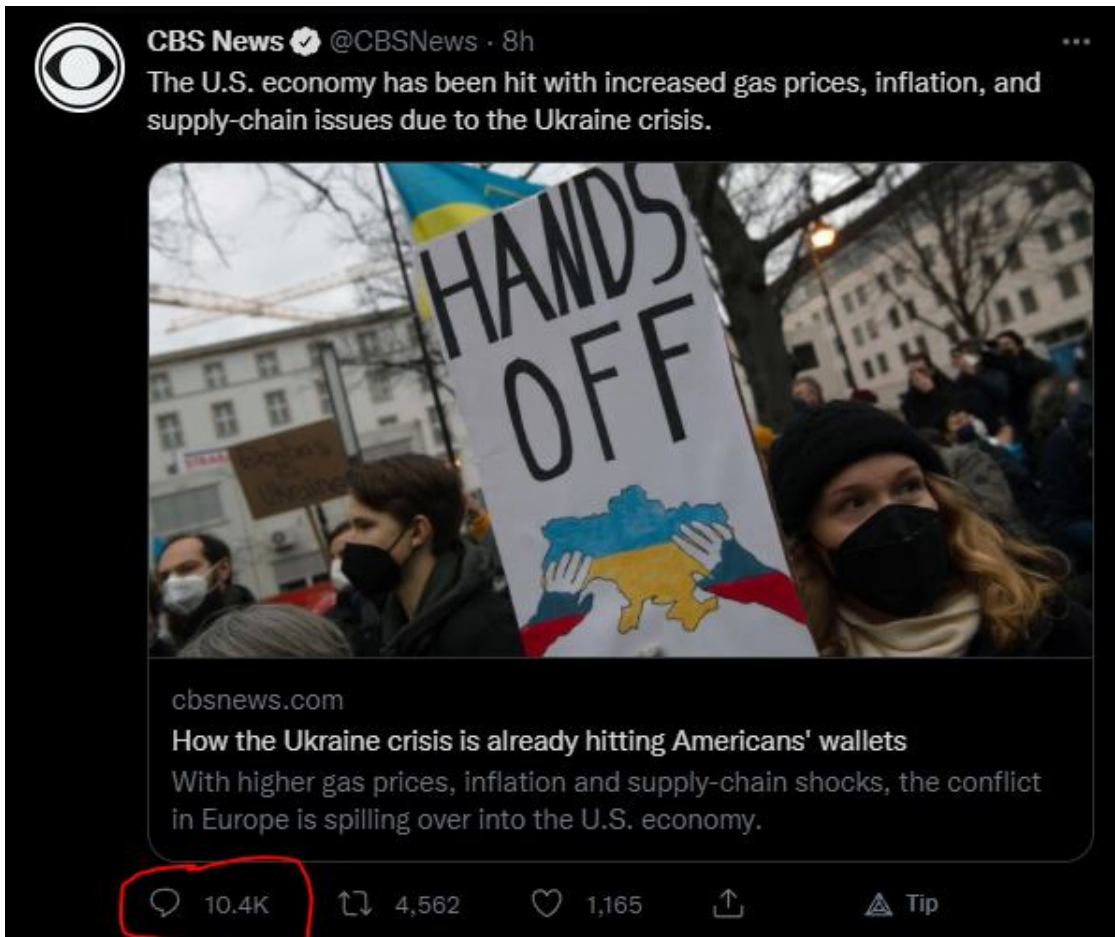 CBS News @CBSNews · 8h
The U.S. economy has been hit with increased gas prices, inflation, and
supply-chain issues due to the Ukraine crisis.
HANDS
OFF
Ukraine
cbsnews.com
How the Ukraine crisis is already hitting Americans' wallets
With higher gas prices, inflation and supply-chain shocks, the conflict
in Europe is spilling over into the U.S. economy.
10.4K 4,562 1,165 Tip